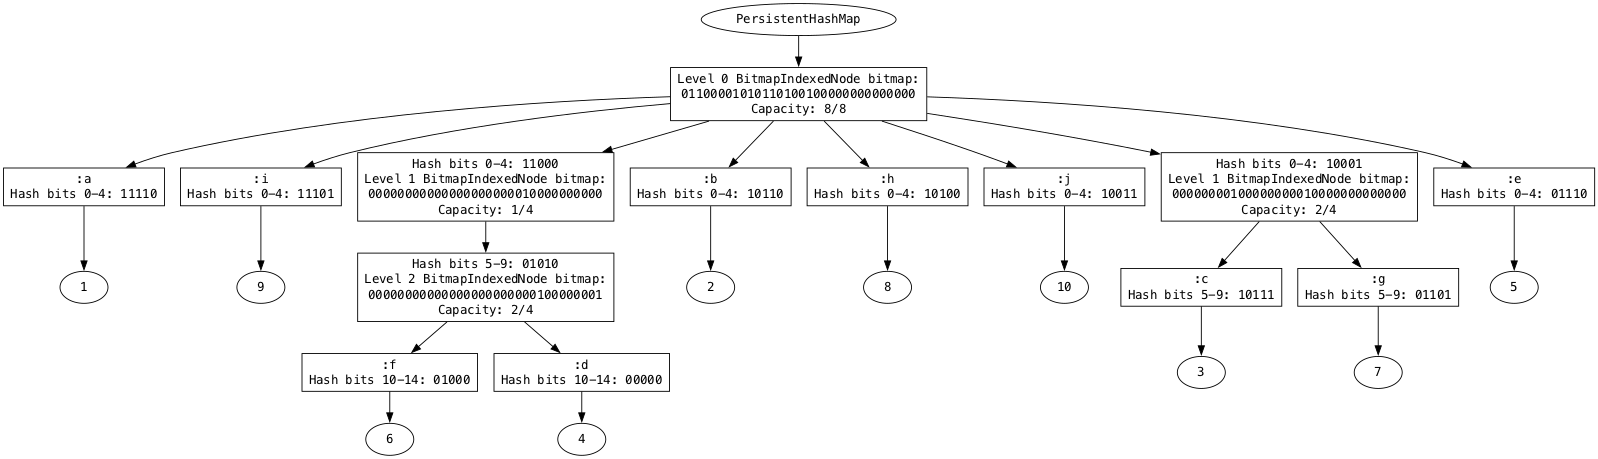 PersistentHashMap
Level 0 BitmapIndexedNode bitmap:
01100001010110100100000000000000
Capacity: 8/8
:a
Hash bits 0–4: 11110
:i
Hash bits 0–4: 11101
Hash bits 0–4: 11000
Level 1 BitmapIndexedNode bitmap:
00000000000000000000010000000000
Capacity: 1/4
:b
Hash bits 0–4: 10110
:h
Hash bits 0–4: 10100
:j
Hash bits 0–4: 10011
Hash bits 0–4: 10001
Level 1 BitmapIndexedNode bitmap:
00000000100000000010000000000000
Capacity: 2/4
:e
Hash bits 0–4: 01110
1
9
Hash bits 5–9: 01010
Level 2 BitmapIndexedNode bitmap:
00000000000000000000000100000001
Capacity: 2/4
2
8
10
:c
Hash bits 5–9: 10111
:g
Hash bits 5–9: 01101
5
:f
Hash bits 10–14: 01000
:d
Hash bits 10–14: 00000
3
7
6
4